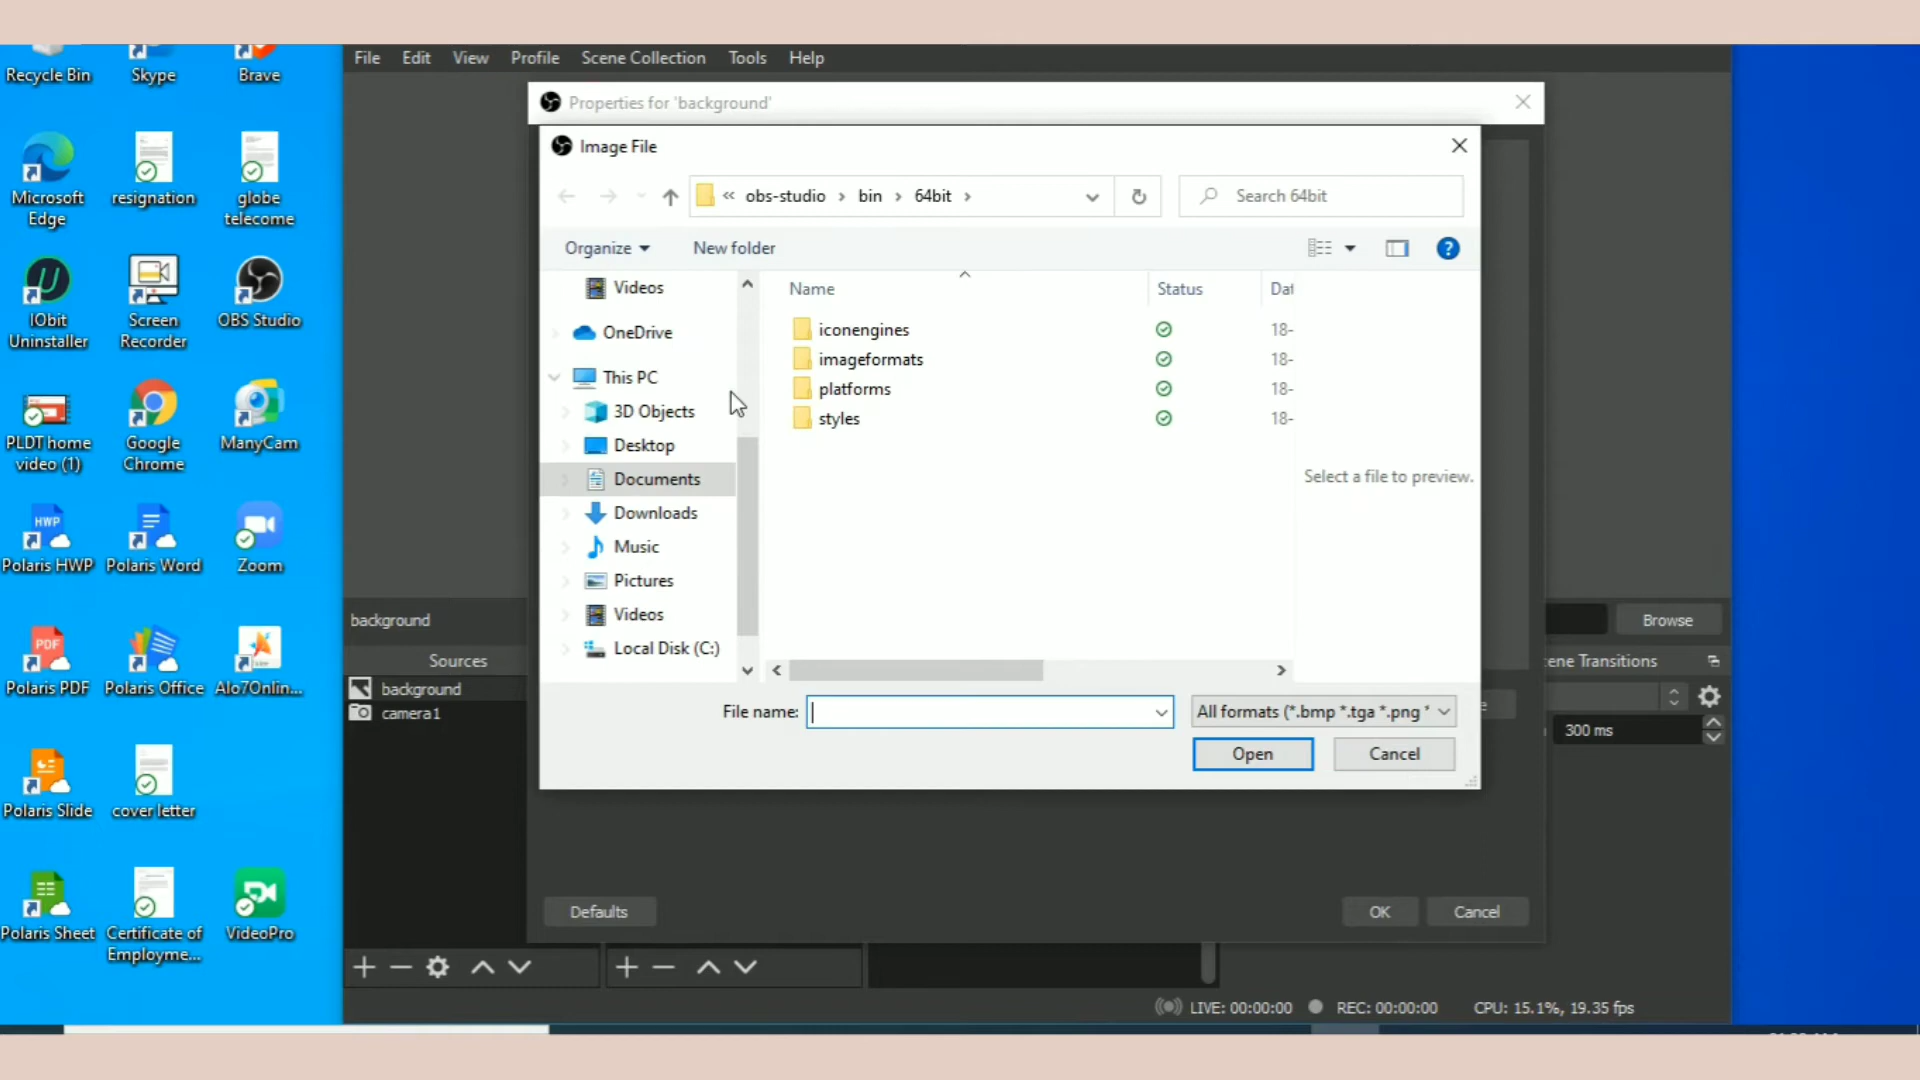 File Edit View Profile Scene Collection Tools Help
Recycle Bin
Skype
Brave
Microsoft
Edge
resignation
globe
telecome
IObit
Uninstaller
Screen
Recorder
OBS Studio
PLDT home
video (1)
Google
Chrome
ManyCam
HWP
Polaris HWP
Polaris Word
Zoom
PDF
Polaris PDF
Polaris Office
Alo7Onlin...
Polaris Slide
cover letter
Polaris Sheet
Certificate of
Employme...
VideoPro
Properties for 'background'
Image File
« obs-studio › bin › 64bit ›
Search 64bit
Organize
New folder
Videos
OneDrive
This PC
3D Objects
Desktop
Documents
Downloads
Music
Pictures
Videos
Local Disk (C:)
Name Status Dat
iconengines 18-
imageformats 18-
platforms 18-
styles 18-
Select a file to preview.
File name:
All formats (*.bmp *.tga *.png *
Open
Cancel
background
Browse
Sources
background
camera1
ene Transitions
300 ms
Defaults
OK
Cancel
LIVE: 00:00:00
REC: 00:00:00
CPU: 15.1%, 19.35 fps